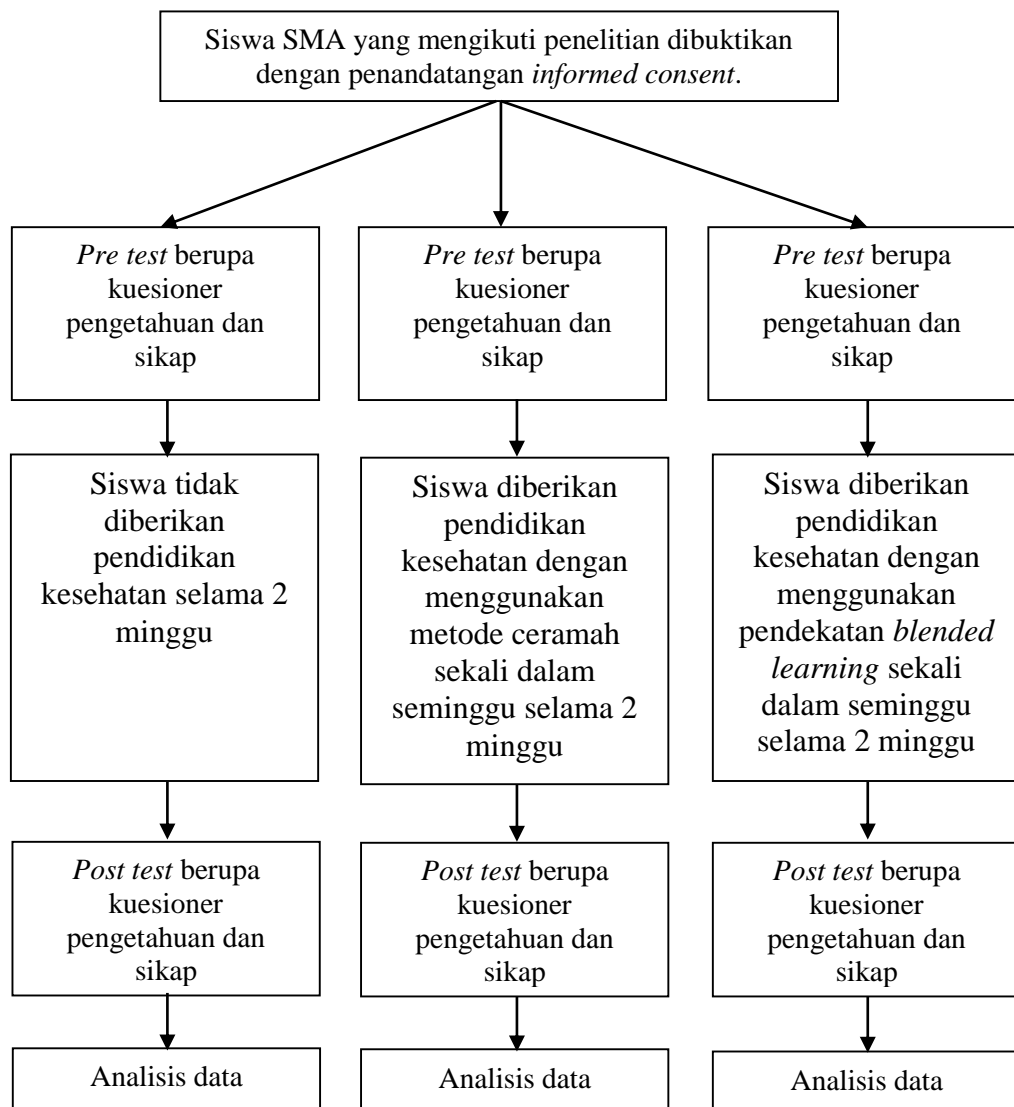 Siswa SMA yang mengikuti penelitian dibuktikan
dengan penandatangan informed consent.
Pre test berupa
kuesioner
pengetahuan dan
sikap
Pre test berupa
kuesioner
pengetahuan dan
sikap
Pre test berupa
kuesioner
pengetahuan dan
sikap
Siswa tidak
diberikan
pendidikan
kesehatan selama 2
minggu
Siswa diberikan
pendidikan
kesehatan dengan
menggunakan
metode ceramah
sekali dalam
seminggu selama 2
minggu
Siswa diberikan
pendidikan
kesehatan dengan
menggunakan
pendekatan blended
learning sekali
dalam seminggu
selama 2 minggu
Post test berupa
kuesioner
pengetahuan dan
sikap
Post test berupa
kuesioner
pengetahuan dan
sikap
Post test berupa
kuesioner
pengetahuan dan
sikap
Analisis data
Analisis data
Analisis data